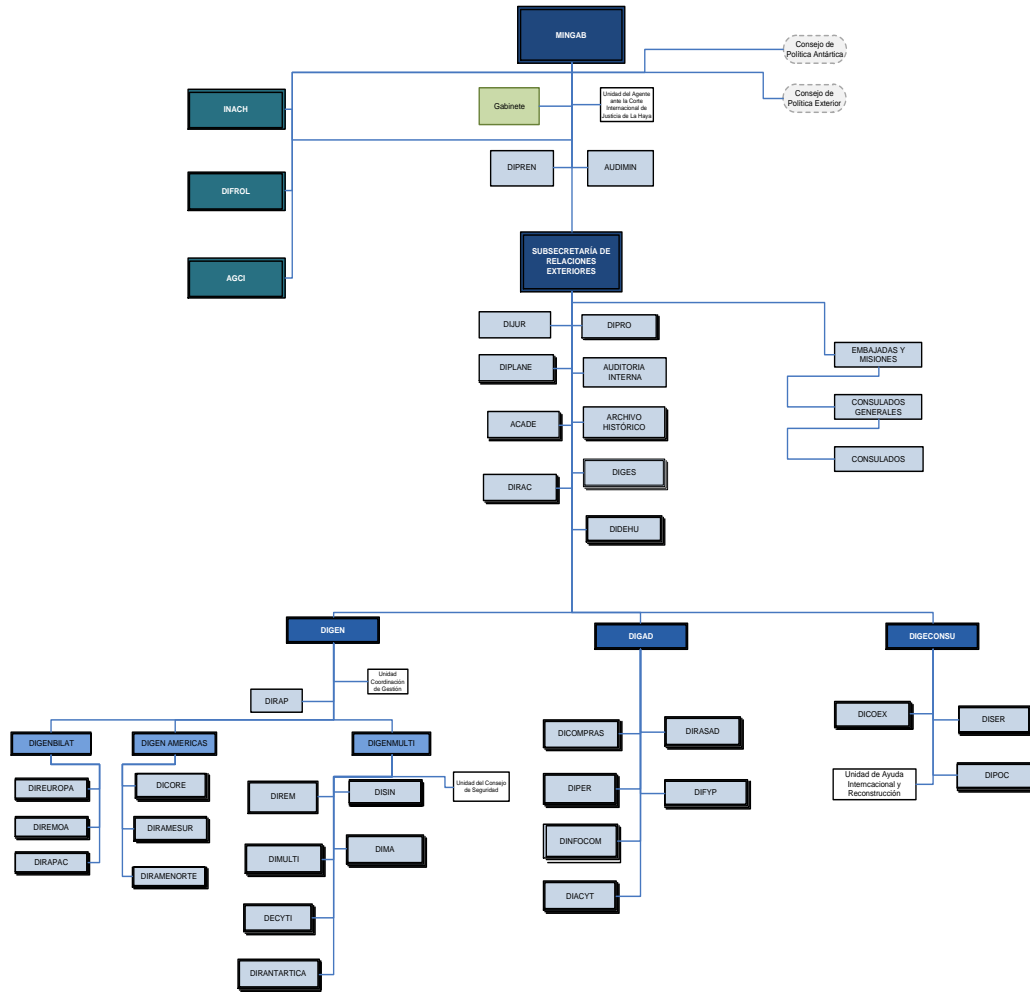 MINGAB
Consejo de
Política Antártica
Consejo de
Política Exterior
INACH
Gabinete
Unidad del Agente
ante la Corte
Internacional de
Justicia de La Haya
DIPREN
AUDIMIN
DIFROL
AGCI
SUBSECRETARÍA DE
RELACIONES
EXTERIORES
DIJUR
DIPRO
DIPLANE
AUDITORIA
INTERNA
ACADE
ARCHIVO
HISTÓRICO
DIRAC
DIGES
DIDEHU
EMBAJADAS Y
MISIONES
CONSULADOS
GENERALES
CONSULADOS
DIGEN
DIGAD
DIGECONSU
Unidad
Coordinación
de Gestión
DIRAP
DIGENBILAT
DIGEN AMERICAS
DIGENMULTI
DIREUROPA
DIREMOA
DIRAPAC
DICORE
DIRAMESUR
DIRAMENORTE
DIREM
DISIN
Unidad del Consejo
de Seguridad
DIMULTI
DIMA
DECYTI
DIRANTARTICA
DICOMPRAS
DIRASAD
DIPER
DIFYP
DINFOCOM
DIACYT
DICOEX
DISER
Unidad de Ayuda
Interncacional y
Reconstrucción
DIPOC